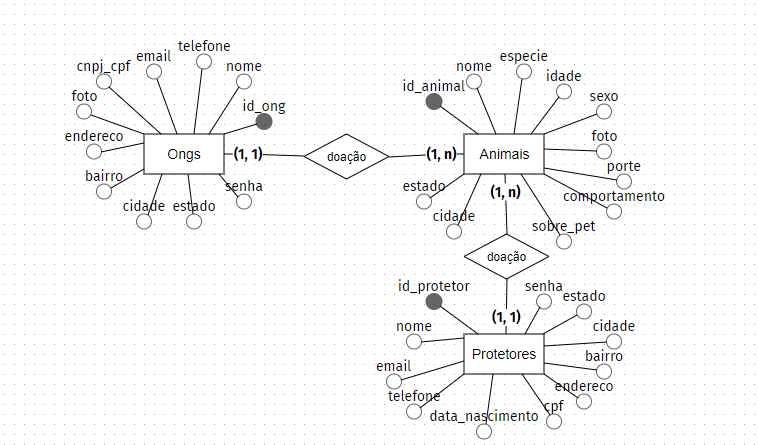 telefone
email
cnpj_cpf
nome
foto
id_ong
endereco
Ongs
(1, 1)
bairro
senha
cidade
estado
doação
(1, n)
especie
nome
idade
id_animal
sexo
foto
Animais
porte
estado
(1, n)
comportamento
cidade
sobre_pet
doação
id_protetor
senha
estado
(1, 1)
nome
cidade
Protetores
bairro
email
endereco
telefone
cpf
data_nascimento